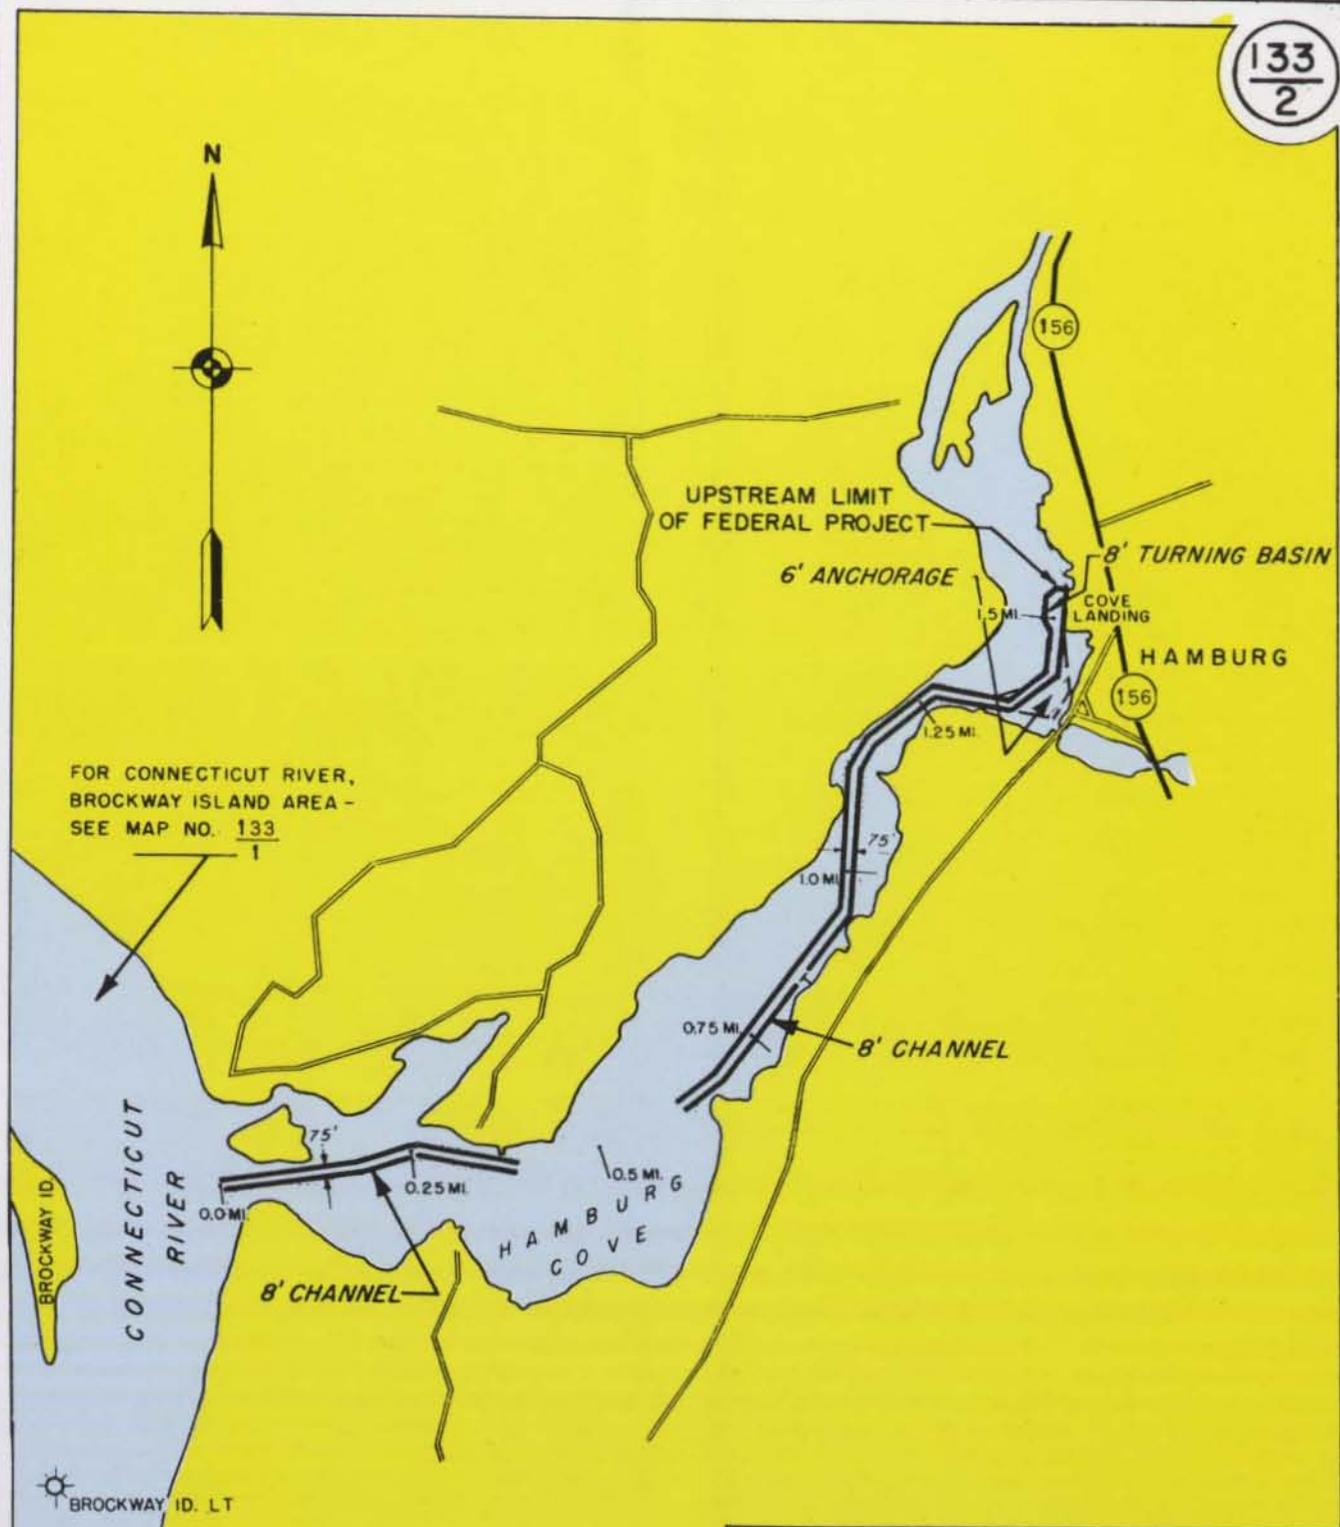 133
2
N
156
UPSTREAM LIMIT
OF FEDERAL PROJECT
8' TURNING BASIN
6' ANCHORAGE
1.5 MI.
COVE
LANDING
HAMBURG
156
1.25 MI.
FOR CONNECTICUT RIVER,
BROCKWAY ISLAND AREA -
SEE MAP NO. 133
1
75'
1.0 MI.
0.75 MI.
8' CHANNEL
CONNECTICUT
RIVER
75'
0.0 MI.
0.25 MI.
0.5 MI.
HAMBURG
COVE
BROCKWAY ID.
8' CHANNEL
BROCKWAY ID. LT